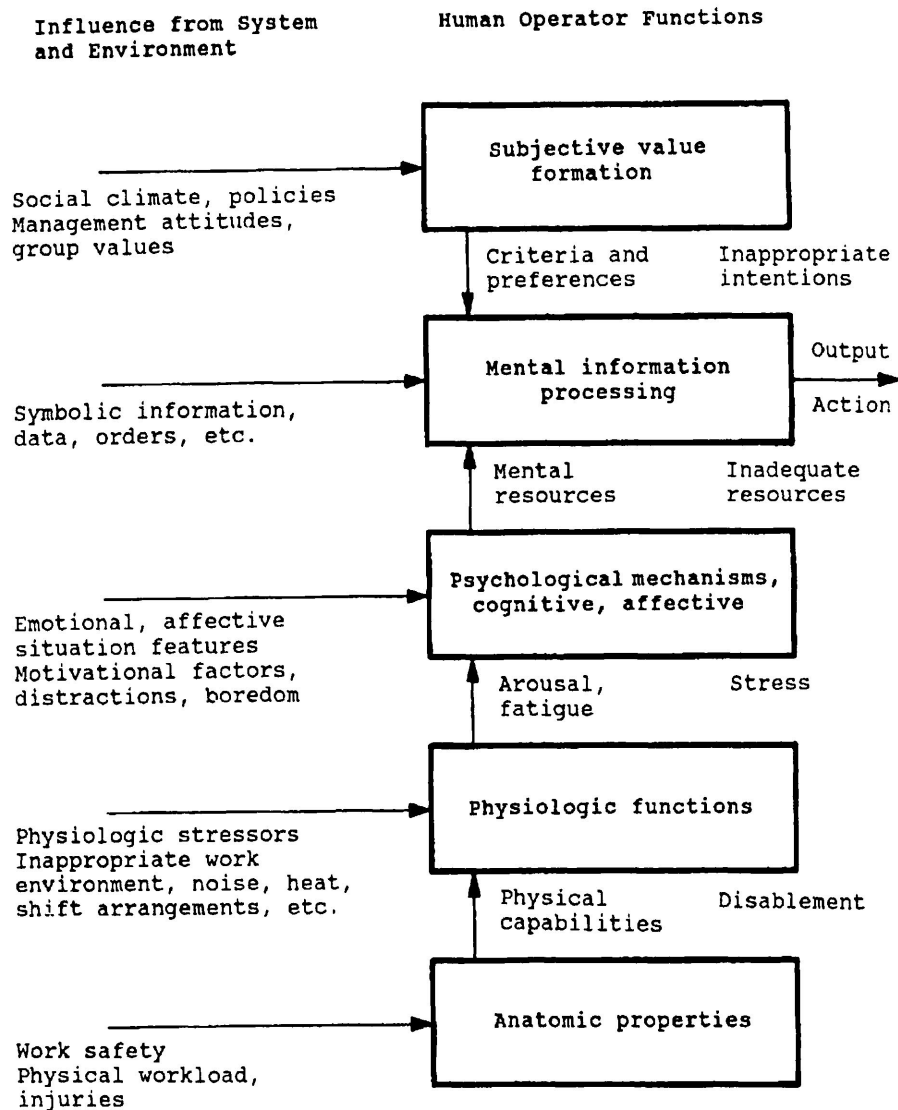 Influence from System
and Environment
Human Operator Functions
Subjective value
formation
Social climate, policies
Management attitudes,
group values
Criteria and
preferences
Inappropriate
intentions
Mental information
processing
Output
Action
Symbolic information,
data, orders, etc.
Mental
resources
Inadequate
resources
Psychological mechanisms,
cognitive, affective
Emotional, affective
situation features
Motivational factors,
distractions, boredom
Arousal,
fatigue
Stress
Physiologic functions
Physiologic stressors
Inappropriate work
environment, noise, heat,
shift arrangements, etc.
Physical
capabilities
Disablement
Anatomic properties
Work safety
Physical workload,
injuries